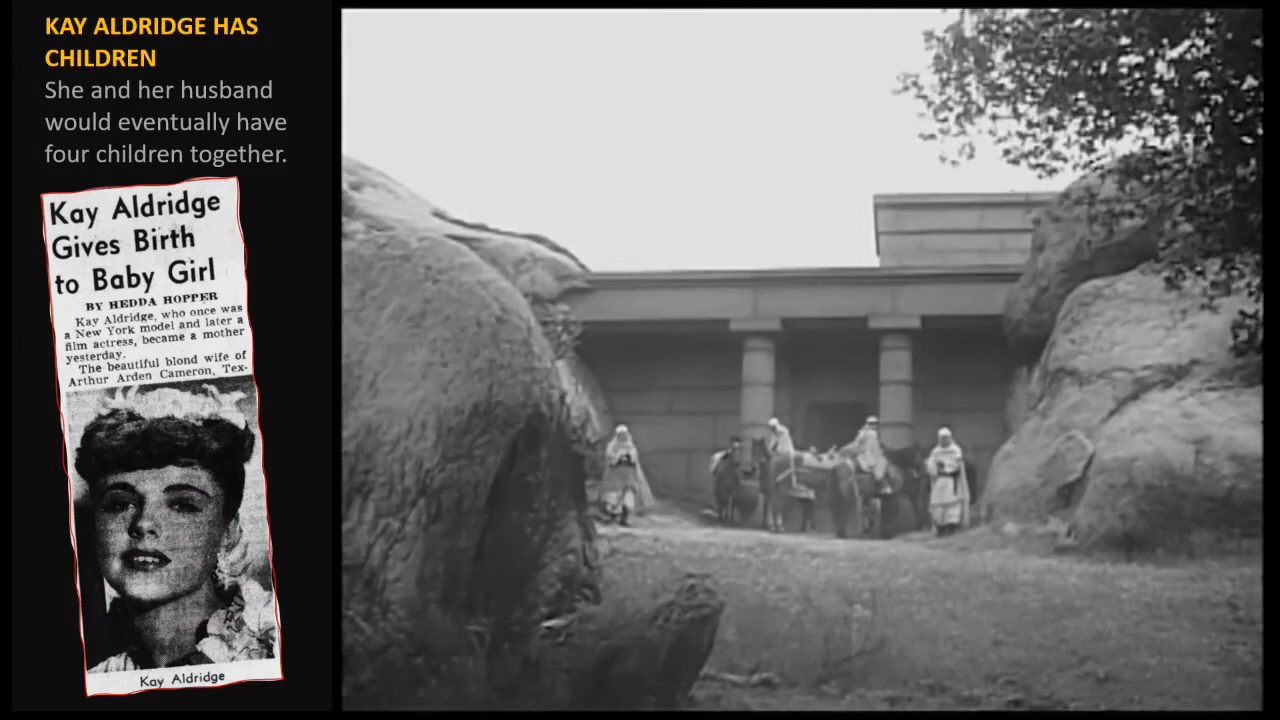 KAY ALDRIDGE HAS
CHILDREN
She and her husband
would eventually have
four children together.
Kay Aldridge
Gives Birth
to Baby Girl
BY HEDDA HOPPER
Kay Aldridge, who once was
a New York model and later a
film actress, became a mother
yesterday.
The beautiful blond wife of
Arthur Arden Cameron, Tex-
Kay Aldridge